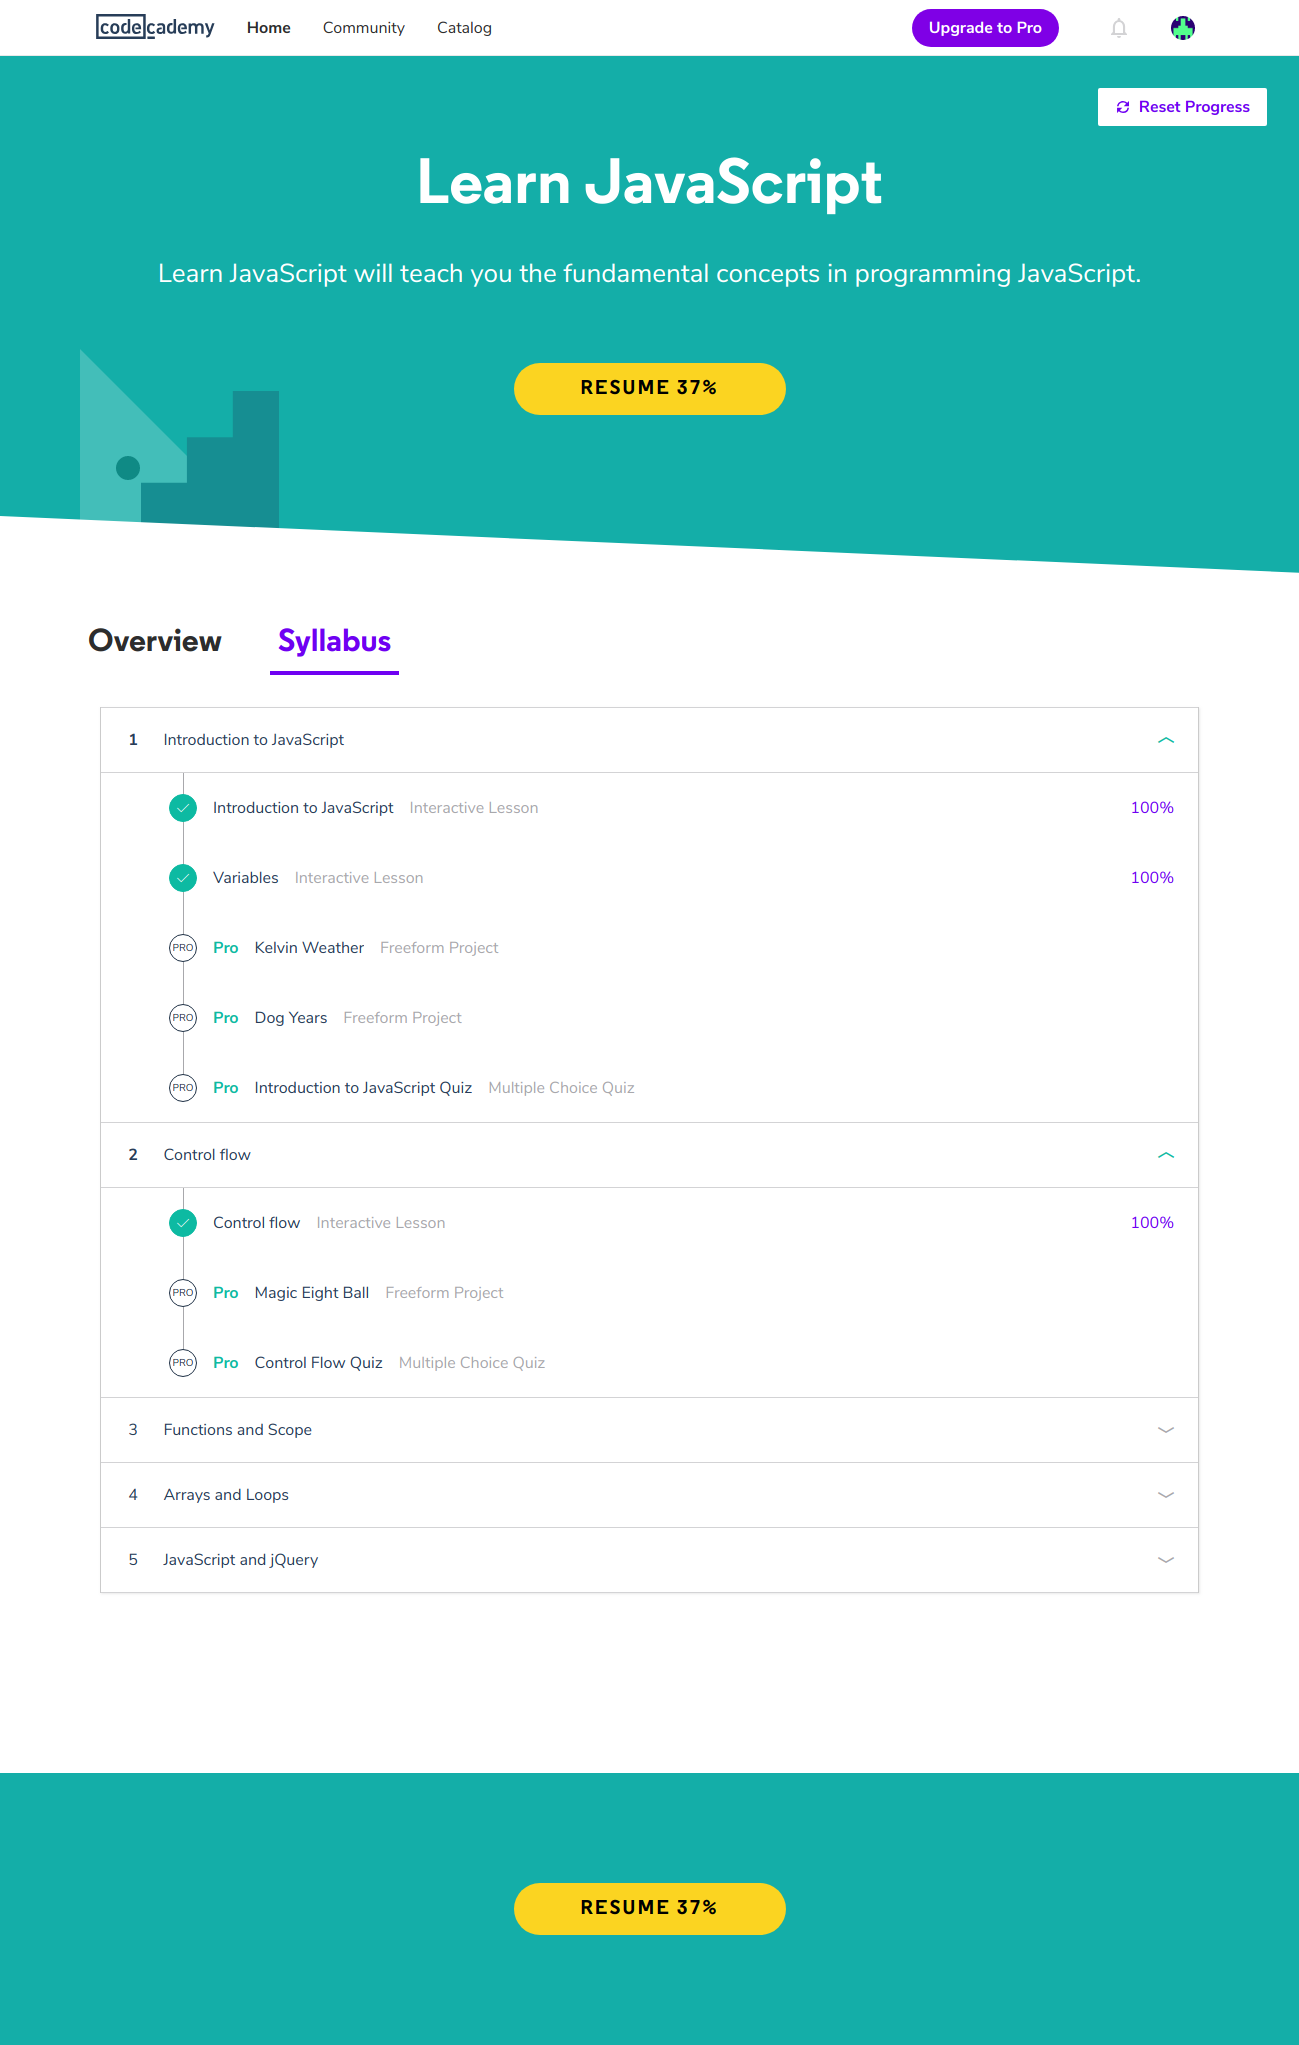 codecademy Home Community Catalog Upgrade to Pro
Reset Progress
Learn JavaScript
Learn JavaScript will teach you the fundamental concepts in programming JavaScript.
RESUME 37%
Overview Syllabus
1 Introduction to JavaScript
Introduction to JavaScript Interactive Lesson 100%
Variables Interactive Lesson 100%
PRO Pro Kelvin Weather Freeform Project
PRO Pro Dog Years Freeform Project
PRO Pro Introduction to JavaScript Quiz Multiple Choice Quiz
2 Control flow
Control flow Interactive Lesson 100%
PRO Pro Magic Eight Ball Freeform Project
PRO Pro Control Flow Quiz Multiple Choice Quiz
3 Functions and Scope
4 Arrays and Loops
5 JavaScript and jQuery
RESUME 37%